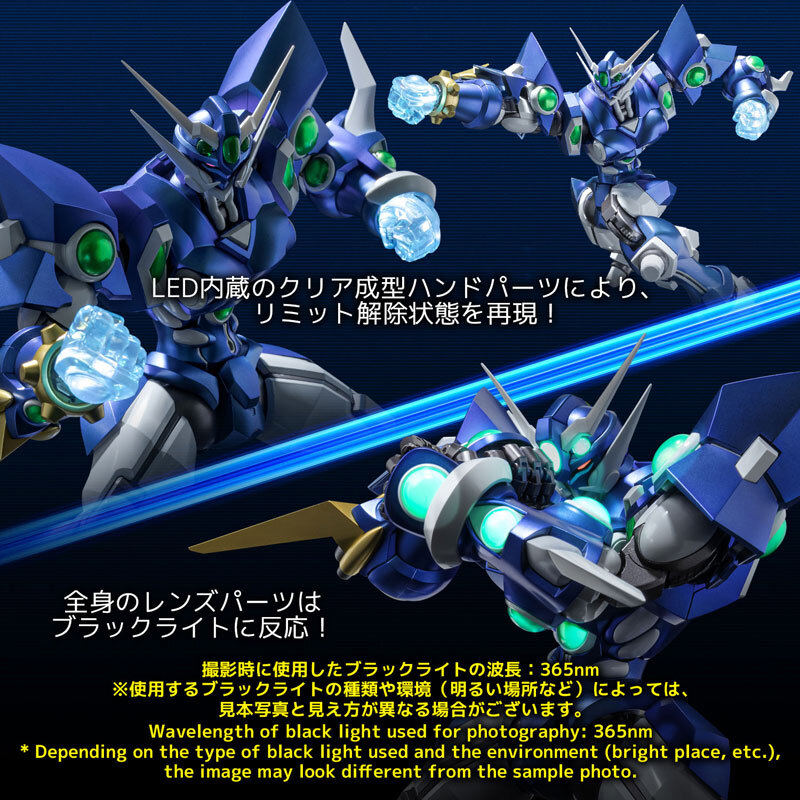 LED内蔵のクリア成型ハンドパーツにより、
リミット解除状態を再現！
全身のレンズパーツは
ブラックライトに反応！
撮影時に使用したブラックライトの波長：365nm
※使用するブラックライトの種類や環境（明るい場所など）によっては、
見本写真と見え方が異なる場合がございます。
Wavelength of black light used for photography: 365nm
* Depending on the type of black light used and the environment (bright place, etc.),
the image may look different from the sample photo.